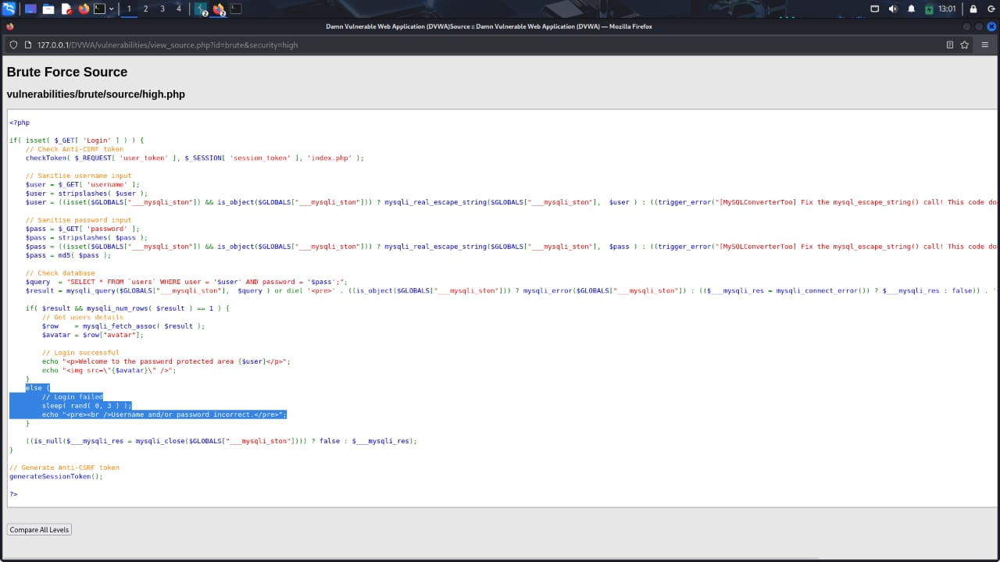 1 2 3 4 2 2 13:01
Damn Vulnerable Web Application (DVWA)Source :: Damn Vulnerable Web Application (DVWA) — Mozilla Firefox
127.0.0.1/DVWA/vulnerabilities/view_source.php?id=brute&security=high
Brute Force Source
vulnerabilities/brute/source/high.php
<?php
if( isset( $_GET[ 'Login' ] ) ) {
// Check Anti-CSRF token
checkToken( $_REQUEST[ 'user_token' ], $_SESSION[ 'session_token' ], 'index.php' );
// Sanitise username input
$user = $_GET[ 'username' ];
$user = stripslashes( $user );
$user = ((isset($GLOBALS["___mysqli_ston"]) && is_object($GLOBALS["___mysqli_ston"])) ? mysqli_real_escape_string($GLOBALS["___mysqli_ston"],  $user ) : ((trigger_error("[MySQLConverterToo] Fix the mysql_escape_string() call! This code do
// Sanitise password input
$pass = $_GET[ 'password' ];
$pass = stripslashes( $pass );
$pass = ((isset($GLOBALS["___mysqli_ston"]) && is_object($GLOBALS["___mysqli_ston"])) ? mysqli_real_escape_string($GLOBALS["___mysqli_ston"],  $pass ) : ((trigger_error("[MySQLConverterToo] Fix the mysql_escape_string() call! This code do
$pass = md5( $pass );
// Check database
$query  = "SELECT * FROM `users` WHERE user = '$user' AND password = '$pass';";
$result = mysqli_query($GLOBALS["___mysqli_ston"],  $query ) or die( '<pre>' . ((is_object($GLOBALS["___mysqli_ston"])) ? mysqli_error($GLOBALS["___mysqli_ston"]) : (($___mysqli_res = mysqli_connect_error()) ? $___mysqli_res : false)) . '
if( $result && mysqli_num_rows( $result ) == 1 ) {
// Get users details
$row    = mysqli_fetch_assoc( $result );
$avatar = $row["avatar"];
// Login successful
echo "<p>Welcome to the password protected area {$user}</p>";
echo "<img src=\"{$avatar}\" />";
}
else {
// Login failed
sleep( rand( 0, 3 ) );
echo "<pre><br />Username and/or password incorrect.</pre>";
}
((is_null($___mysqli_res = mysqli_close($GLOBALS["___mysqli_ston"]))) ? false : $___mysqli_res);
}
// Generate Anti-CSRF token
generateSessionToken();
?>
Compare All Levels